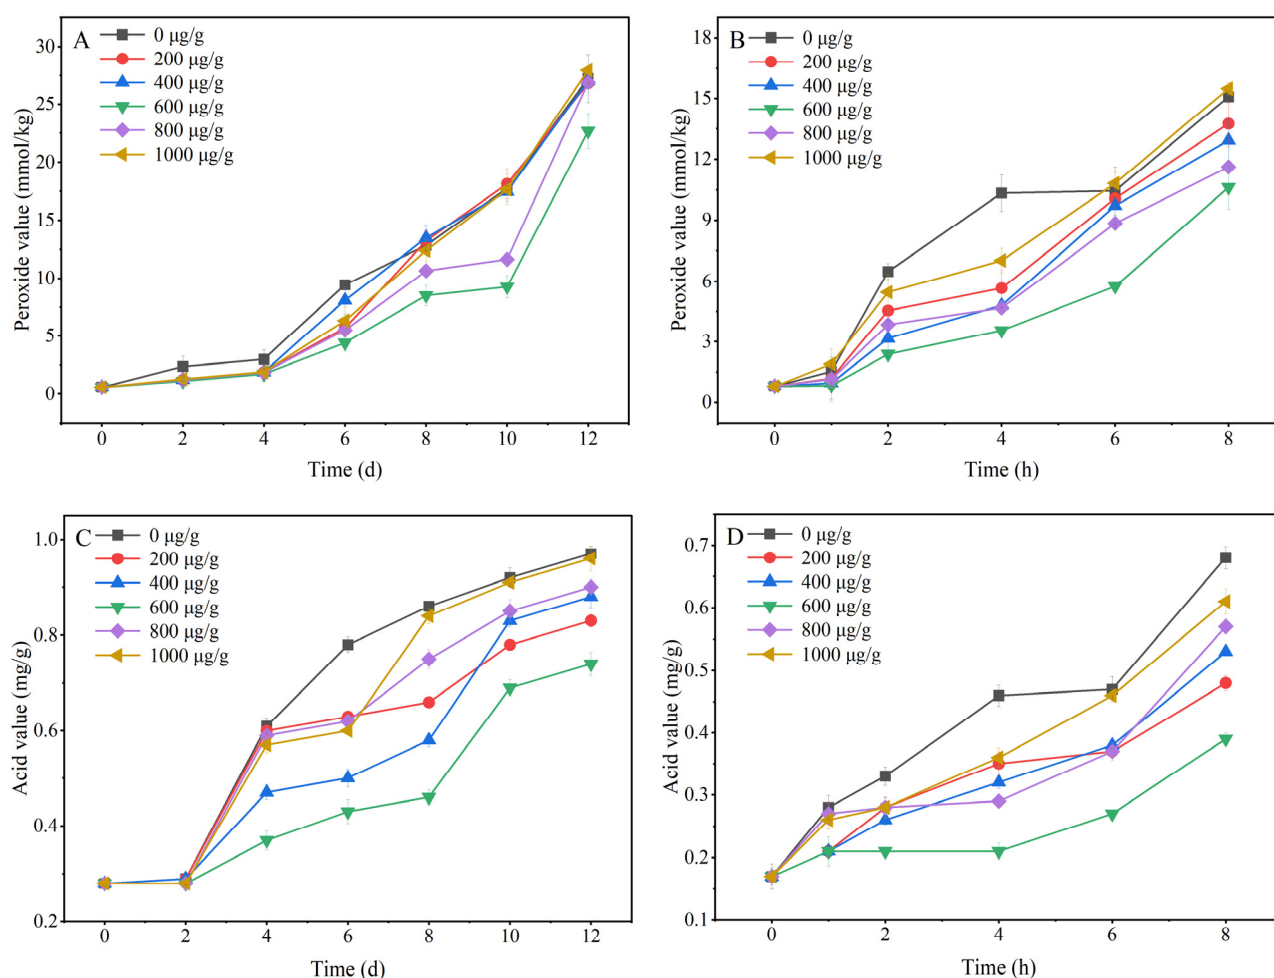 A
0 μg/g
200 μg/g
400 μg/g
600 μg/g
800 μg/g
1000 μg/g
30
25
20
15
10
5
0
Peroxide value (mmol/kg)
0 2 4 6 8 10 12
Time (d)
B
0 μg/g
200 μg/g
400 μg/g
600 μg/g
800 μg/g
1000 μg/g
18
15
12
9
6
3
0
Peroxide value (mmol/kg)
0 2 4 6 8
Time (h)
C
0 μg/g
200 μg/g
400 μg/g
600 μg/g
800 μg/g
1000 μg/g
1.0
0.8
0.6
0.4
0.2
Acid value (mg/g)
0 2 4 6 8 10 12
Time (d)
D
0 μg/g
200 μg/g
400 μg/g
600 μg/g
800 μg/g
1000 μg/g
0.7
0.6
0.5
0.4
0.3
0.2
0.1
Acid value (mg/g)
0 2 4 6 8
Time (h)